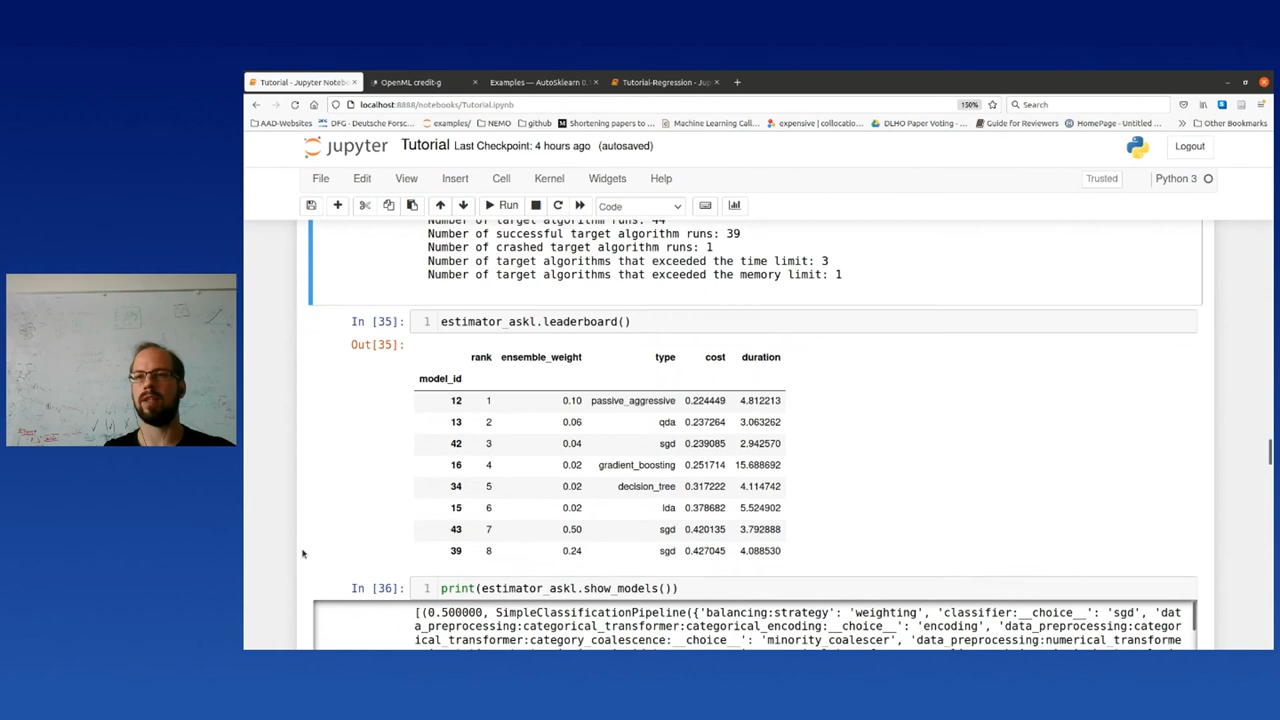 Tutorial - Jupyter Noteb
OpenML credit-g
Examples — AutoSklearn 0.
Tutorial-Regression - Jup
localhost:8888/notebooks/Tutorial.ipynb
150%
Search
AAD-Websites
DFG - Deutsche Forsc...
examples/
NEMO
github
Shortening papers to ...
Machine Learning Cal...
expensive | collocatio...
DLHO Paper Voting -...
Guide for Reviewers
HomePage - Untitled ...
Other Bookmarks
jupyter Tutorial Last Checkpoint: 4 hours ago (autosaved)
Logout
File Edit View Insert Cell Kernel Widgets Help
Trusted
Python 3
Run
Code
Number of target algorithm runs: 44
Number of successful target algorithm runs: 39
Number of crashed target algorithm runs: 1
Number of target algorithms that exceeded the time limit: 3
Number of target algorithms that exceeded the memory limit: 1
In [35]: 1 estimator_askl.leaderboard()
Out[35]:
rank ensemble_weight type cost duration
model_id
12 1 0.10 passive_aggressive 0.224449 4.812213
13 2 0.06 qda 0.237264 3.063262
42 3 0.04 sgd 0.239085 2.942570
16 4 0.02 gradient_boosting 0.251714 15.688692
34 5 0.02 decision_tree 0.317222 4.114742
15 6 0.02 lda 0.378682 5.524902
43 7 0.50 sgd 0.420135 3.792888
39 8 0.24 sgd 0.427045 4.088530
In [36]: 1 print(estimator_askl.show_models())
[(0.500000, SimpleClassificationPipeline({'balancing:strategy': 'weighting', 'classifier:__choice__': 'sgd', 'dat
a_preprocessing:categorical_transformer:categorical_encoding:__choice__': 'encoding', 'data_preprocessing:categor
ical_transformer:category_coalescence:__choice__': 'minority_coalescer', 'data_preprocessing:numerical_transforme